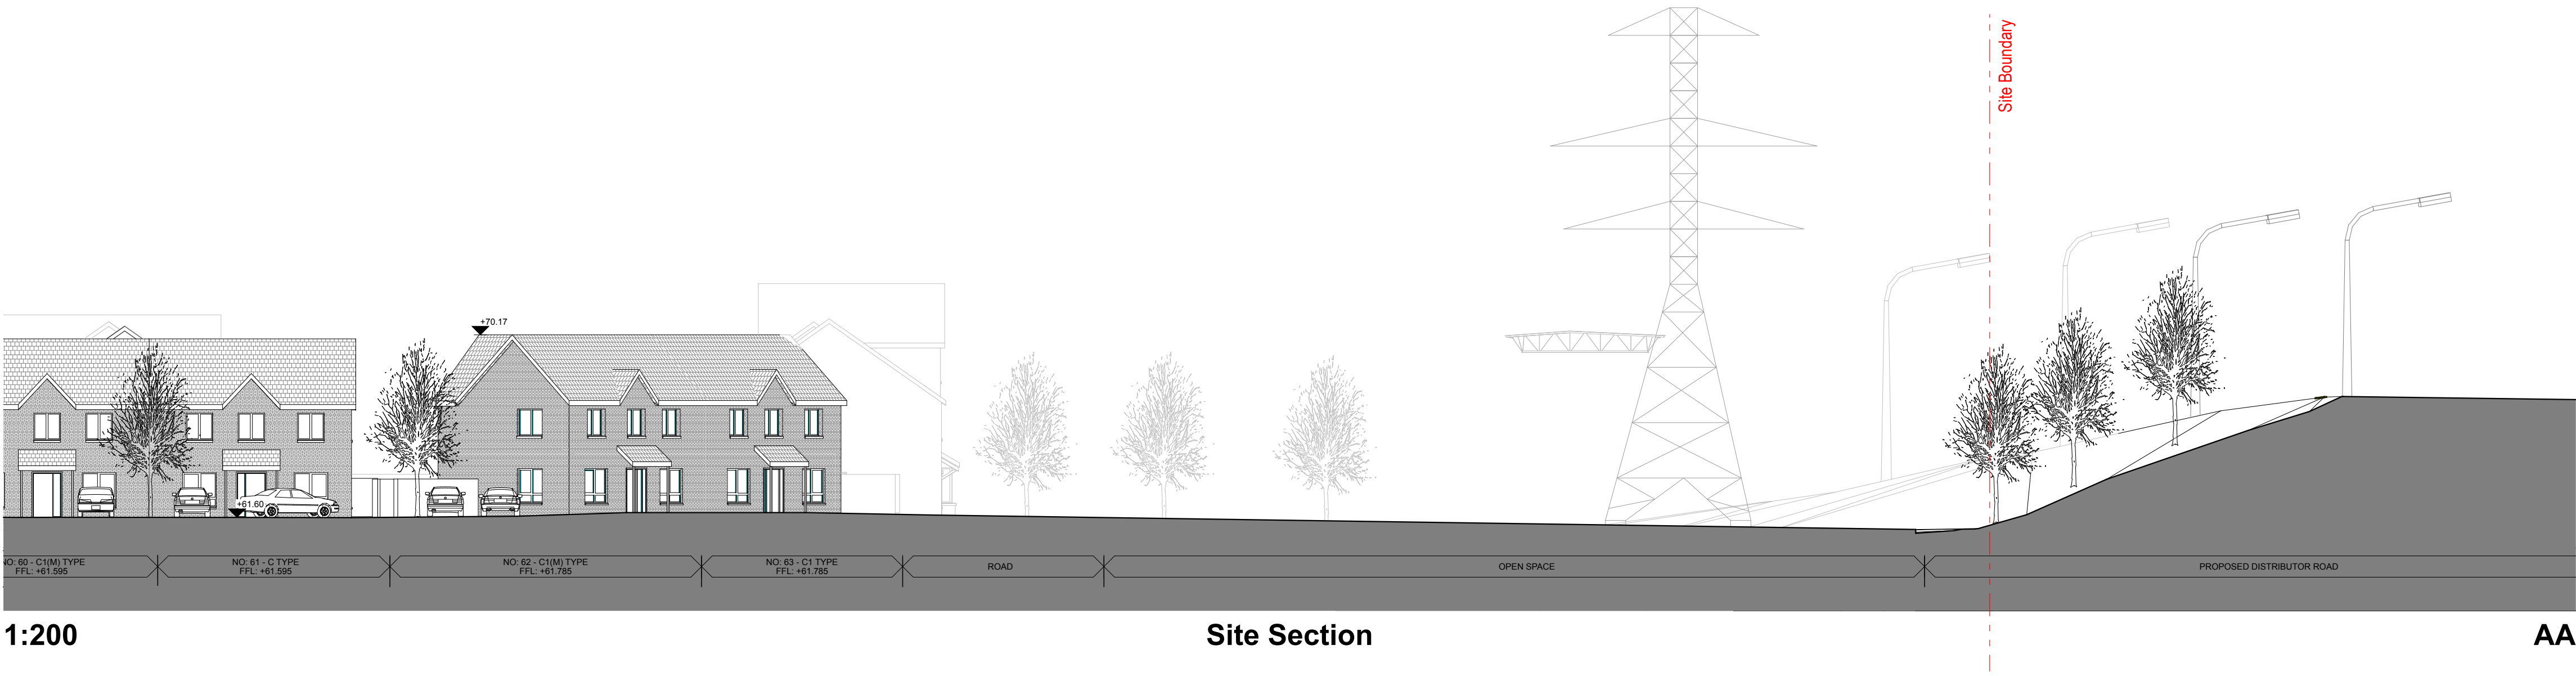 Site Boundary
+70.17
+61.60
NO: 60 - C1(M) TYPE
FFL: +61.595
NO: 61 - C TYPE
FFL: +61.595
NO: 62 - C1(M) TYPE
FFL: +61.785
NO: 63 - C1 TYPE
FFL: +61.785
ROAD
OPEN SPACE
PROPOSED DISTRIBUTOR ROAD
1:200
Site Section
AA